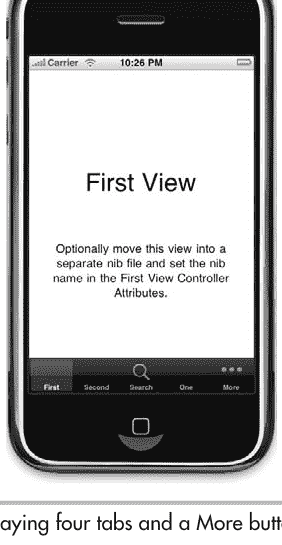 Carrier 10:26 PM
First View
Optionally move this view into a
separate nib file and set the nib
name in the First View Controller
Attributes.
First Second Search One More
aying four tabs and a More butt